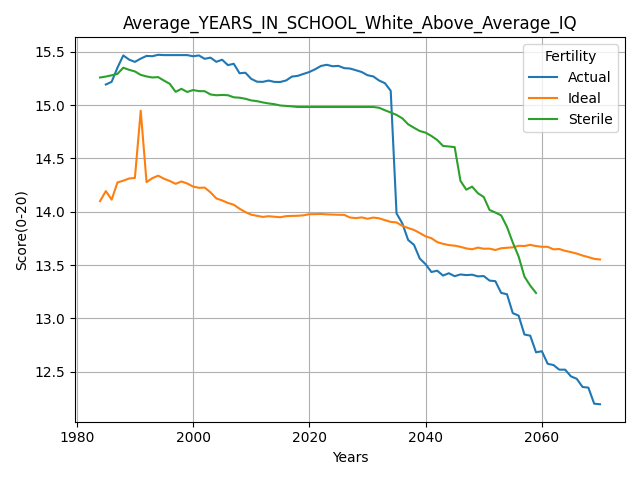 Average_YEARS_IN_SCHOOL_White_Above_Average_IQ
Score(0-20)
15.5
15.0
14.5
14.0
13.5
13.0
12.5
1980
2000
2020
2040
2060
Years
Fertility
Actual
Ideal
Sterile